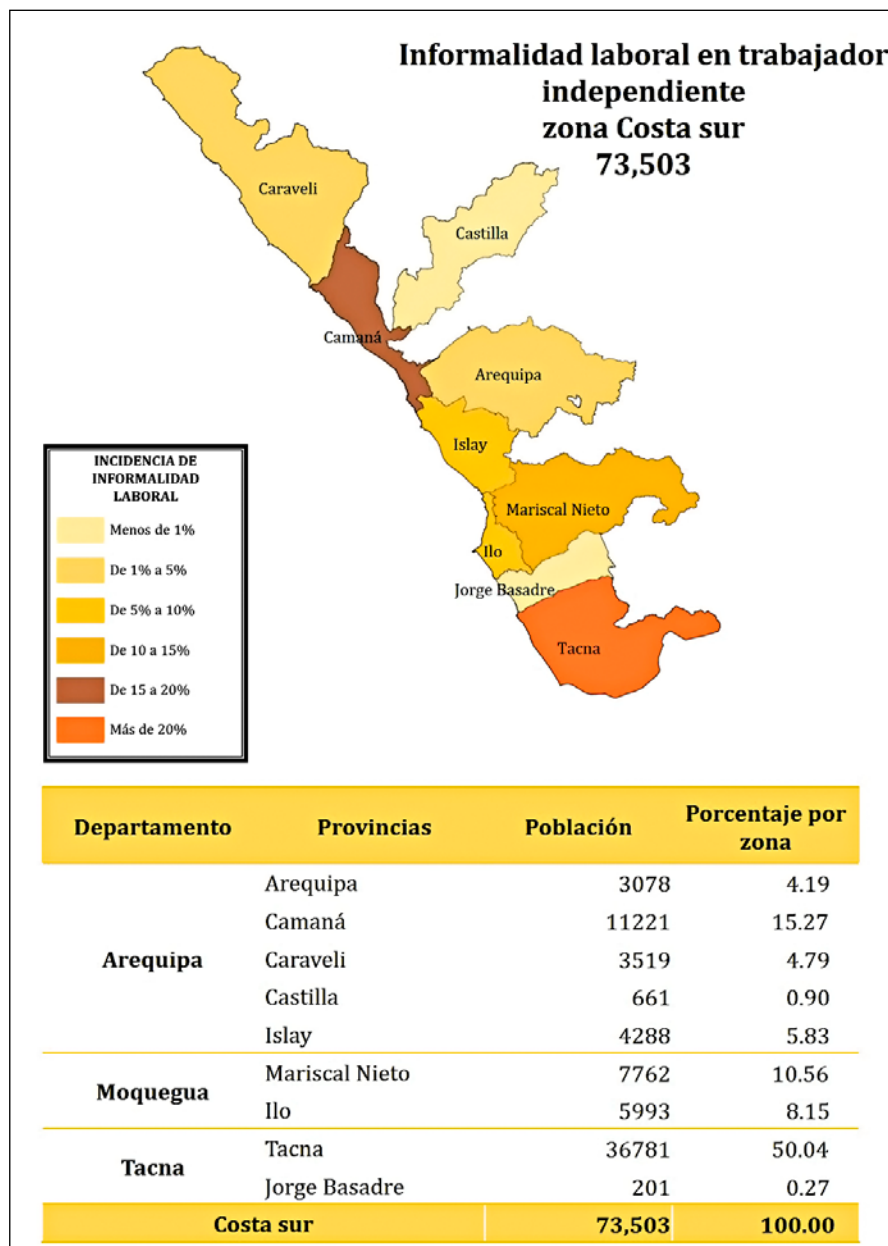 Informalidad laboral en trabajador
independiente
zona Costa sur
73,503
Caraveli
Castilla
Camaná
Arequipa
Islay
Mariscal Nieto
Ilo
Jorge Basadre
Tacna
INCIDENCIA DE
INFORMALIDAD
LABORAL
Menos de 1%
De 1% a 5%
De 5% a 10%
De 10 a 15%
De 15 a 20%
Más de 20%
Departamento Provincias Población Porcentaje por
zona
Arequipa 3078 4.19
Camaná 11221 15.27
Arequipa Caraveli 3519 4.79
Castilla 661 0.90
Islay 4288 5.83
Moquegua Mariscal Nieto 7762 10.56
Ilo 5993 8.15
Tacna Tacna 36781 50.04
Jorge Basadre 201 0.27
Costa sur 73,503 100.00